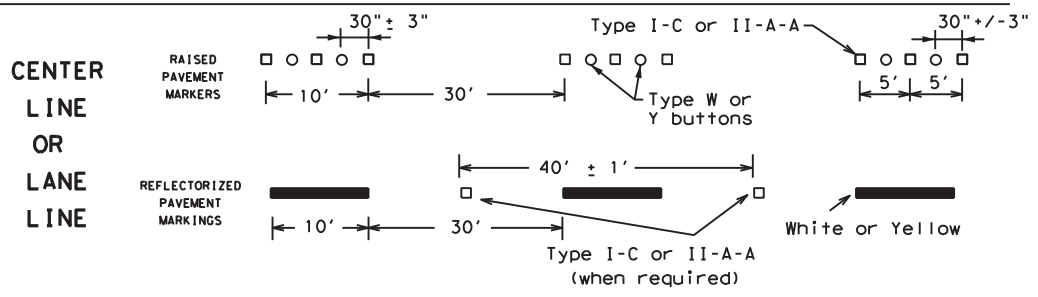 CENTER
LINE
OR
LANE
LINE
RAISED
PAVEMENT
MARKERS
30"± 3"
10'
30'
Type I-C or II-A-A
30"+/-3"
5'
5'
Type W or
Y buttons
REFLECTORIZED
PAVEMENT
MARKINGS
40' ± 1'
10'
30'
Type I-C or II-A-A
(when required)
White or Yellow